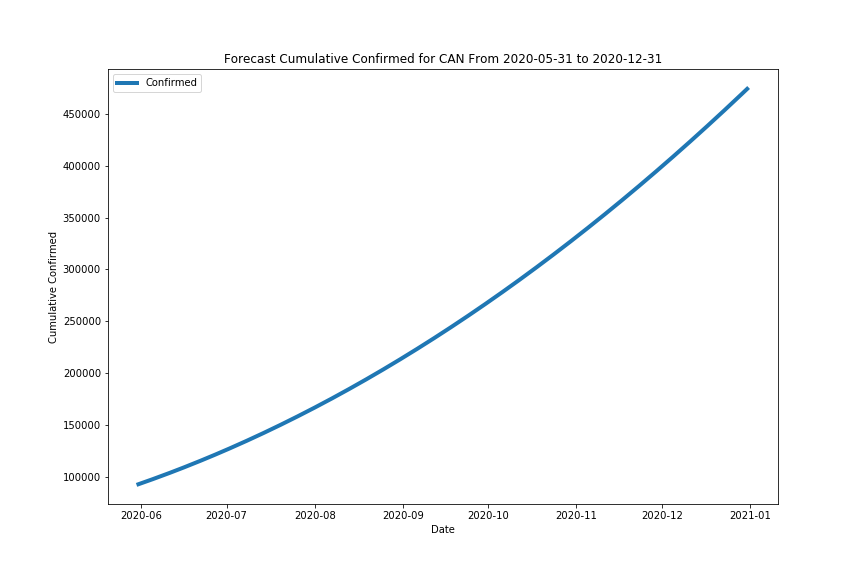 Forecast Cumulative Confirmed for CAN From 2020-05-31 to 2020-12-31
Confirmed
450000
400000
350000
300000
250000
200000
150000
100000
Cumulative Confirmed
2020-06 2020-07 2020-08 2020-09 2020-10 2020-11 2020-12 2021-01
Date